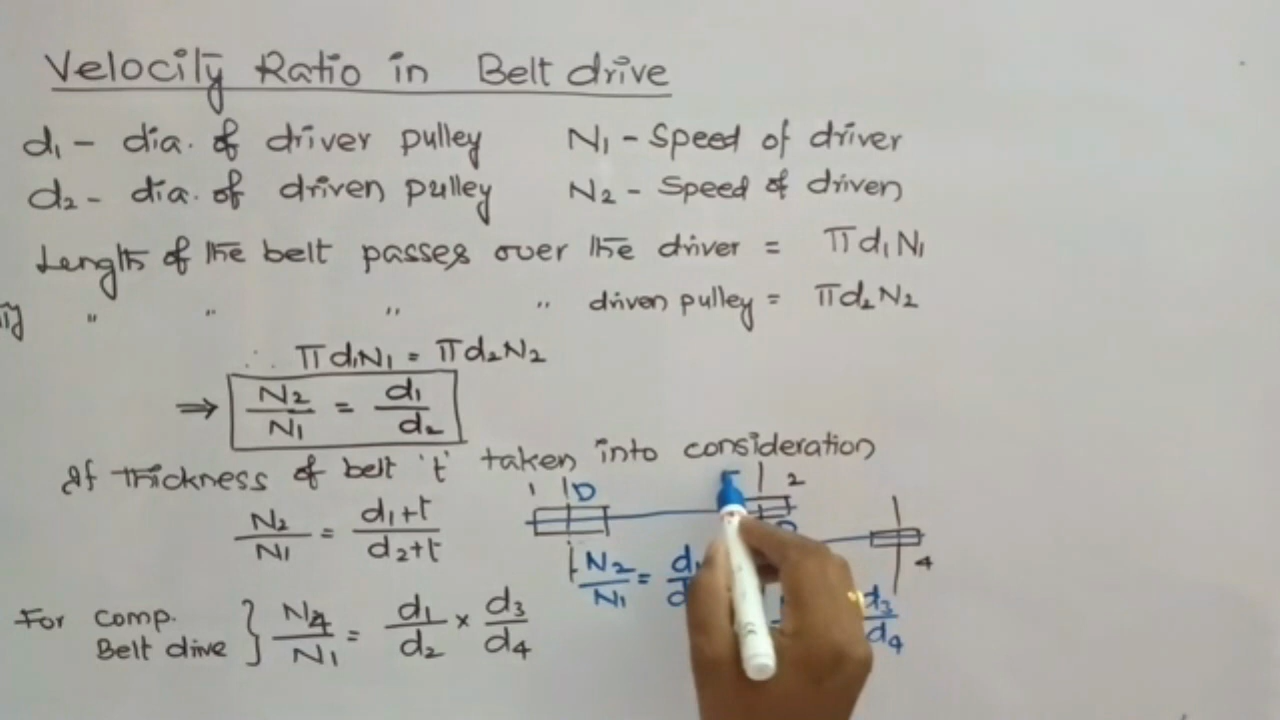 Velocity Ratio in Belt drive
d1 - dia. of driver pulley N1 - Speed of driver
d2 - dia. of driven pulley N2 - Speed of driven
Length of the belt passes over the driver = πd1N1
" " " " driven pulley = πd2N2
∴ πd1N1 = πd2N2
⇒ N2/N1 = d1/d2
If thickness of belt 't' taken into consideration
N2/N1 = d1+t/d2+t
1 D 2
4
N2/N1 =
d3/d4
For comp. Belt drive } N4/N1 = d1/d2 × d3/d4